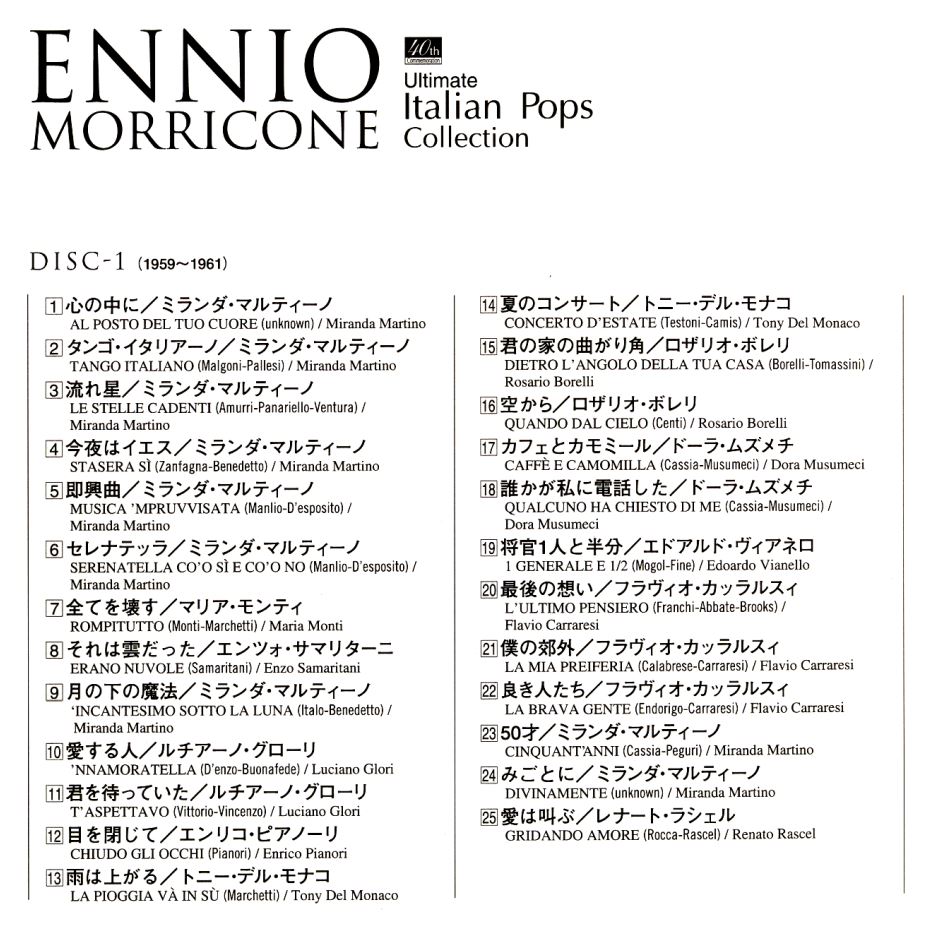 ENNIO
MORRICONE
40th
Commemoration
Ultimate
Italian Pops
Collection
DISC-1 (1959〜1961)
1 心の中に／ミランダ・マルティーノ
AL POSTO DEL TUO CUORE (unknown) / Miranda Martino
2 タンゴ・イタリアーノ／ミランダ・マルティーノ
TANGO ITALIANO (Malgoni-Pallesi) / Miranda Martino
3 流れ星／ミランダ・マルティーノ
LE STELLE CADENTI (Amurri-Panariello-Ventura) /
Miranda Martino
4 今夜はイエス／ミランダ・マルティーノ
STASERA SÌ (Zanfagna-Benedetto) / Miranda Martino
5 即興曲／ミランダ・マルティーノ
MUSICA 'MPRUVVISATA (Manlio-D'esposito) /
Miranda Martino
6 セレナテッラ／ミランダ・マルティーノ
SERENATELLA CO'O SÌ E CO'O NO (Manlio-D'esposito) /
Miranda Martino
7 全てを壊す／マリア・モンティ
ROMPITUTTO (Monti-Marchetti) / Maria Monti
8 それは雲だった／エンツォ・サマリターニ
ERANO NUVOLE (Samaritani) / Enzo Samaritani
9 月の下の魔法／ミランダ・マルティーノ
'INCANTESIMO SOTTO LA LUNA (Italo-Benedetto) /
Miranda Martino
10 愛する人／ルチアーノ・グローリ
'NNAMORATELLA (D'enzo-Buonafede) / Luciano Glori
11 君を待っていた／ルチアーノ・グローリ
T'ASPETTAVO (Vittorio-Vincenzo) / Luciano Glori
12 目を閉じて／エンリコ・ピアノーリ
CHIUDO GLI OCCHI (Pianori) / Enrico Pianori
13 雨は上がる／トニー・デル・モナコ
LA PIOGGIA VÀ IN SÙ (Marchetti) / Tony Del Monaco
14 夏のコンサート／トニー・デル・モナコ
CONCERTO D'ESTATE (Testoni-Camis) / Tony Del Monaco
15 君の家の曲がり角／ロザリオ・ボレリ
DIETRO L'ANGOLO DELLA TUA CASA (Borelli-Tomassini) /
Rosario Borelli
16 空から／ロザリオ・ボレリ
QUANDO DAL CIELO (Centi) / Rosario Borelli
17 カフェとカモミール／ドーラ・ムズメチ
CAFFÈ E CAMOMILLA (Cassia-Musumeci) / Dora Musumeci
18 誰かが私に電話した／ドーラ・ムズメチ
QUALCUNO HA CHIESTO DI ME (Cassia-Musumeci) /
Dora Musumeci
19 将官1人と半分／エドアルド・ヴィアネロ
1 GENERALE E 1/2 (Mogol-Fine) / Edoardo Vianello
20 最後の想い／フラヴィオ・カッラルスィ
L'ULTIMO PENSIERO (Franchi-Abbate-Brooks) /
Flavio Carraresi
21 僕の郊外／フラヴィオ・カッラルスィ
LA MIA PREIFERIA (Calabrese-Carraresi) / Flavio Carraresi
22 良き人たち／フラヴィオ・カッラルスィ
LA BRAVA GENTE (Endorigo-Carraresi) / Flavio Carraresi
23 50才／ミランダ・マルティーノ
CINQUANT'ANNI (Cassia-Peguri) / Miranda Martino
24 みごとに／ミランダ・マルティーノ
DIVINAMENTE (unknown) / Miranda Martino
25 愛は叫ぶ／レナート・ラシェル
GRIDANDO AMORE (Rocca-Rascel) / Renato Rascel